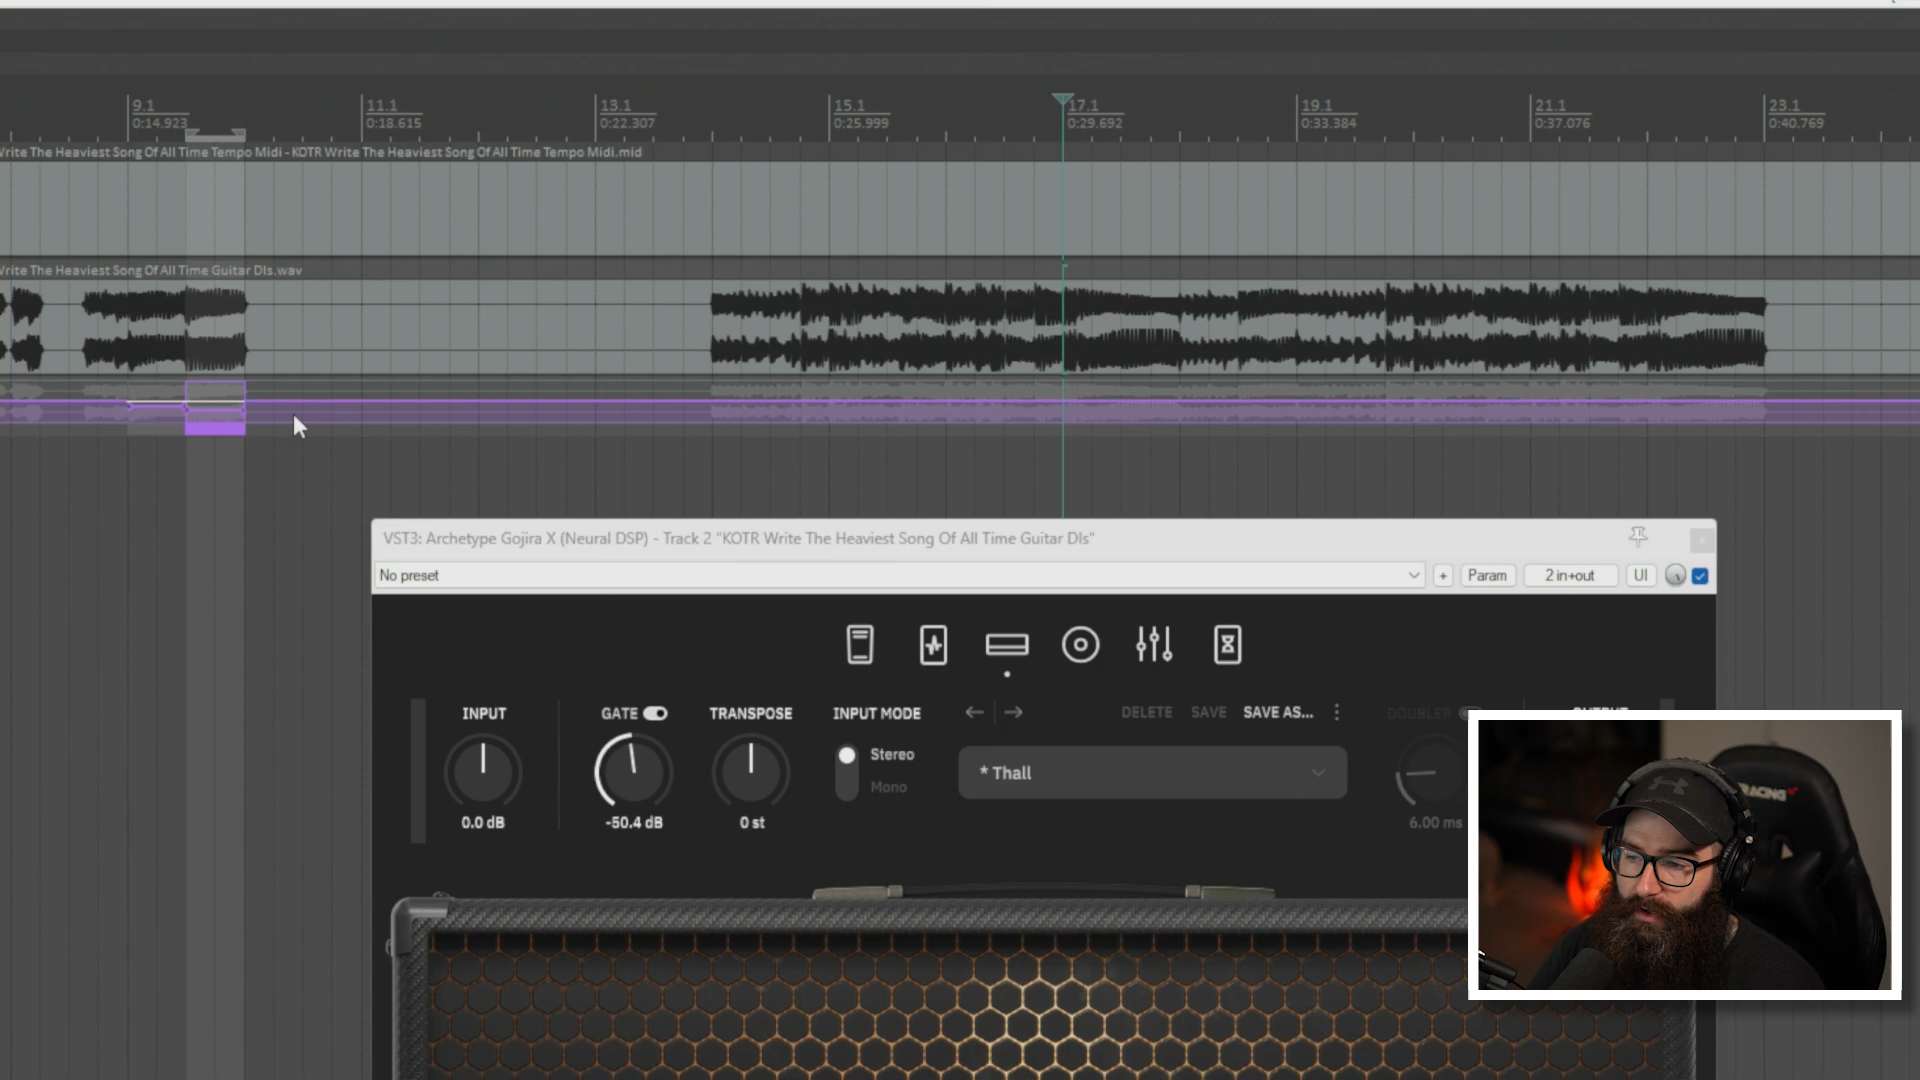 9.1
0:14.923
11.1
0:18.615
13.1
0:22.307
15.1
0:25.999
17.1
0:29.692
19.1
0:33.384
21.1
0:37.076
23.1
0:40.769
Write The Heaviest Song Of All Time Tempo Midi - KOTR Write The Heaviest Song Of All Time Tempo Midi.mid
Write The Heaviest Song Of All Time Guitar DIs.wav
VST3: Archetype Gojira X (Neural DSP) - Track 2 "KOTR Write The Heaviest Song Of All Time Guitar DIs"
No preset
+
Param
2 in+out
UI
INPUT
GATE
TRANSPOSE
INPUT MODE
DELETE
SAVE
SAVE AS...
DOUBLER
Stereo
Mono
* Thall
0.0 dB
-50.4 dB
0 st
6.00 ms
RACING